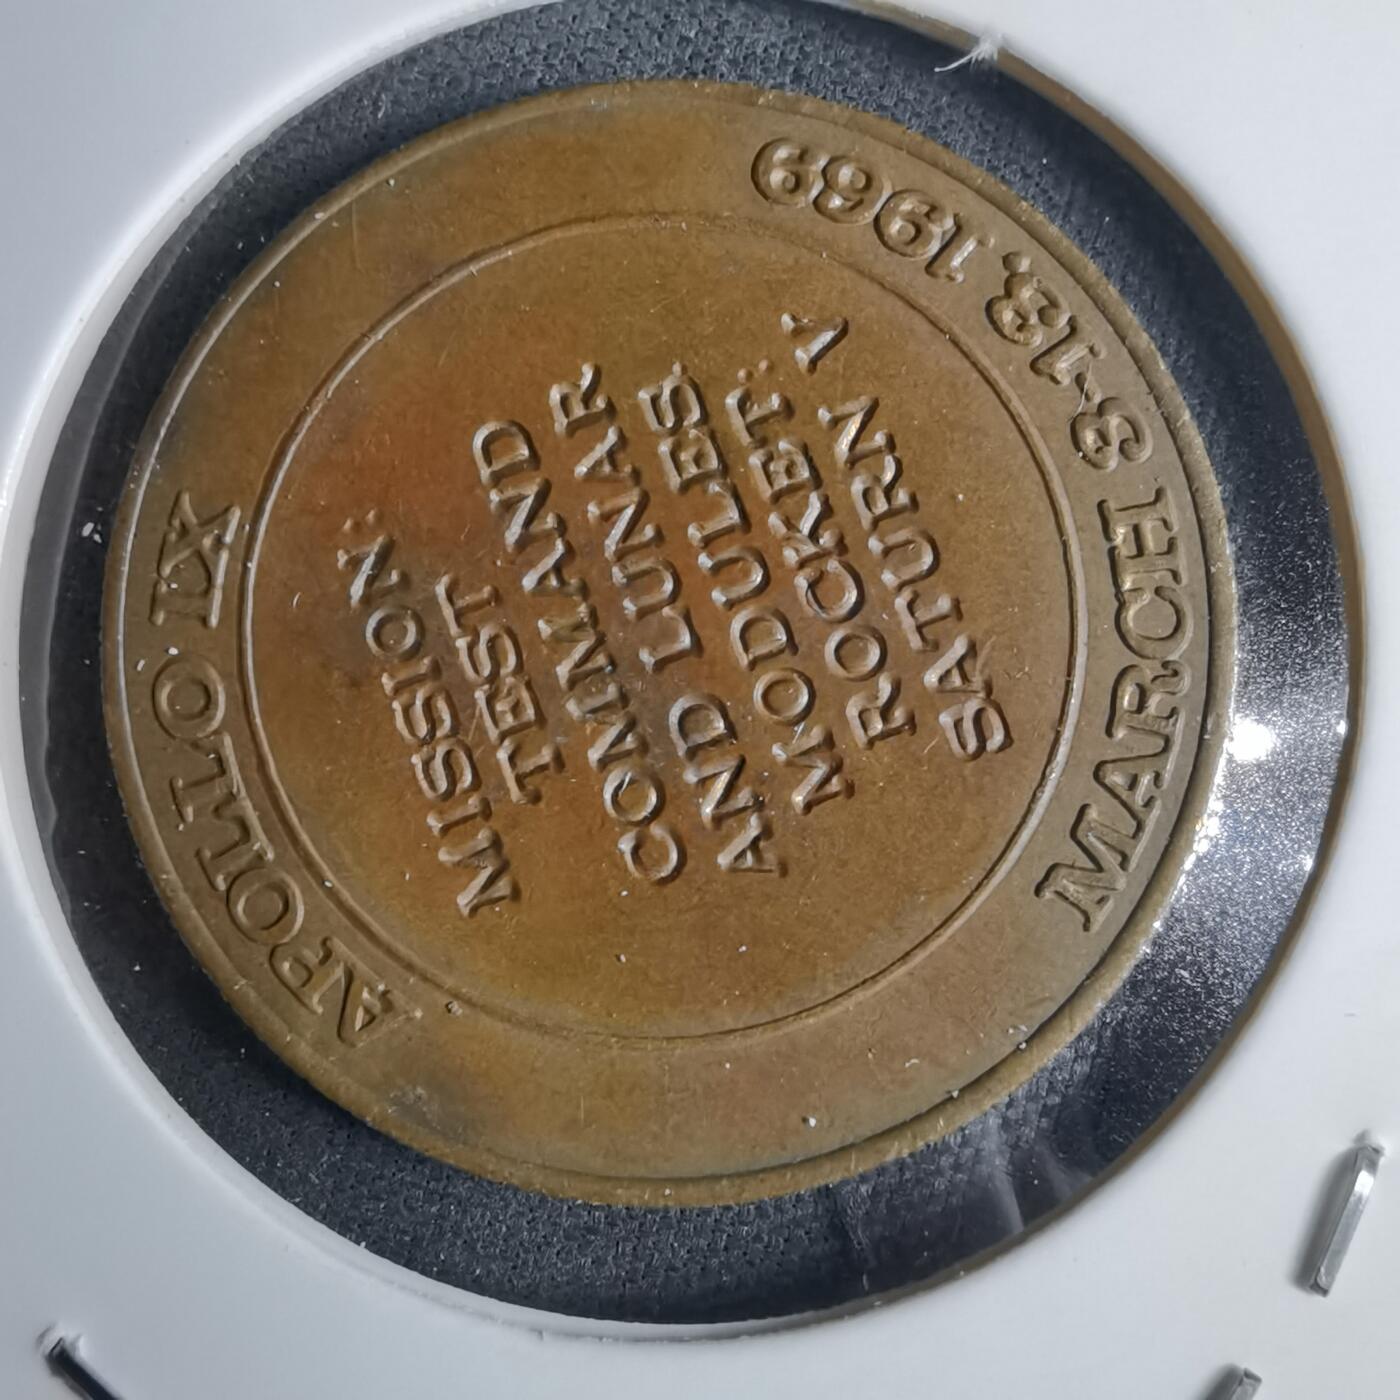 APOLLO IX
MISSION:
TEST
COMMAND
AND LUNAR
MODULES.
ROCKET:
SATURN V
MARCH 3-13, 1969